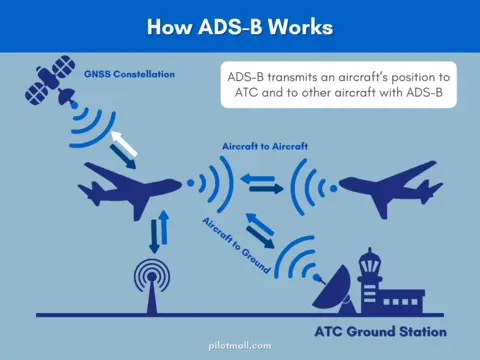 How ADS-B Works
GNSS Constellation
ADS-B transmits an aircraft's position to
ATC and to other aircraft with ADS-B
Aircraft to Aircraft
Aircraft to Ground
ATC Ground Station
pilotmall.com